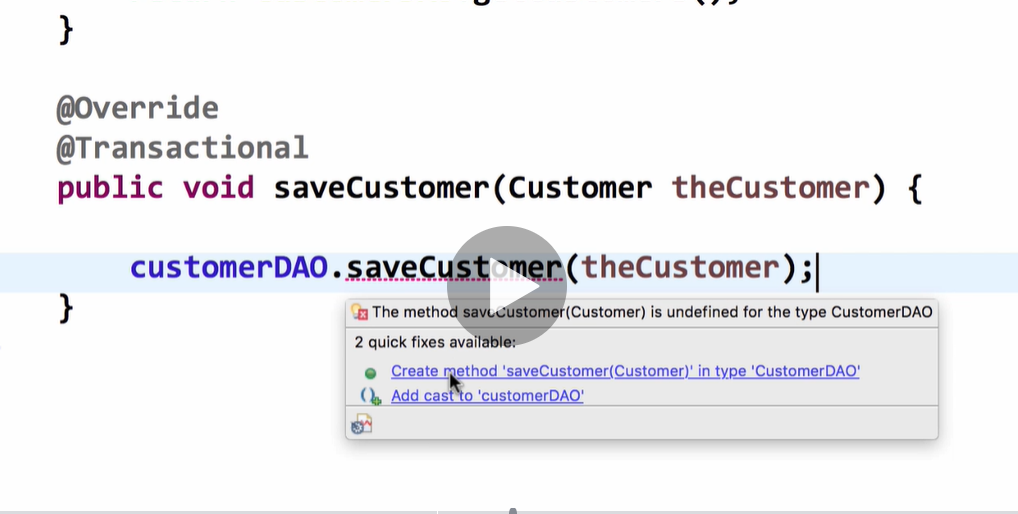 }
@Override
@Transactional
public void saveCustomer(Customer theCustomer) {
customerDAO.saveCustomer(theCustomer);
}
The method saveCustomer(Customer) is undefined for the type CustomerDAO
2 quick fixes available:
Create method 'saveCustomer(Customer)' in type 'CustomerDAO'
Add cast to 'customerDAO'